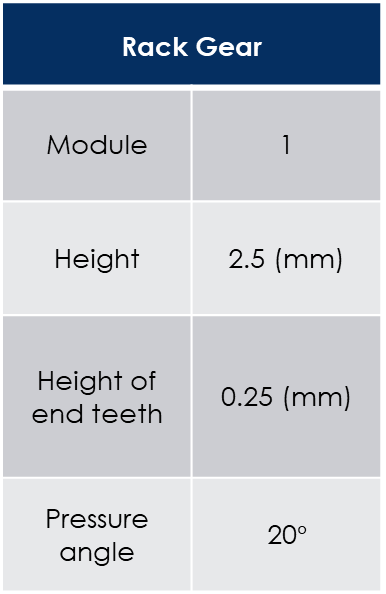 Rack Gear
Module
1
Height
2.5 (mm)
Height of
end teeth
0.25 (mm)
Pressure
angle
20°